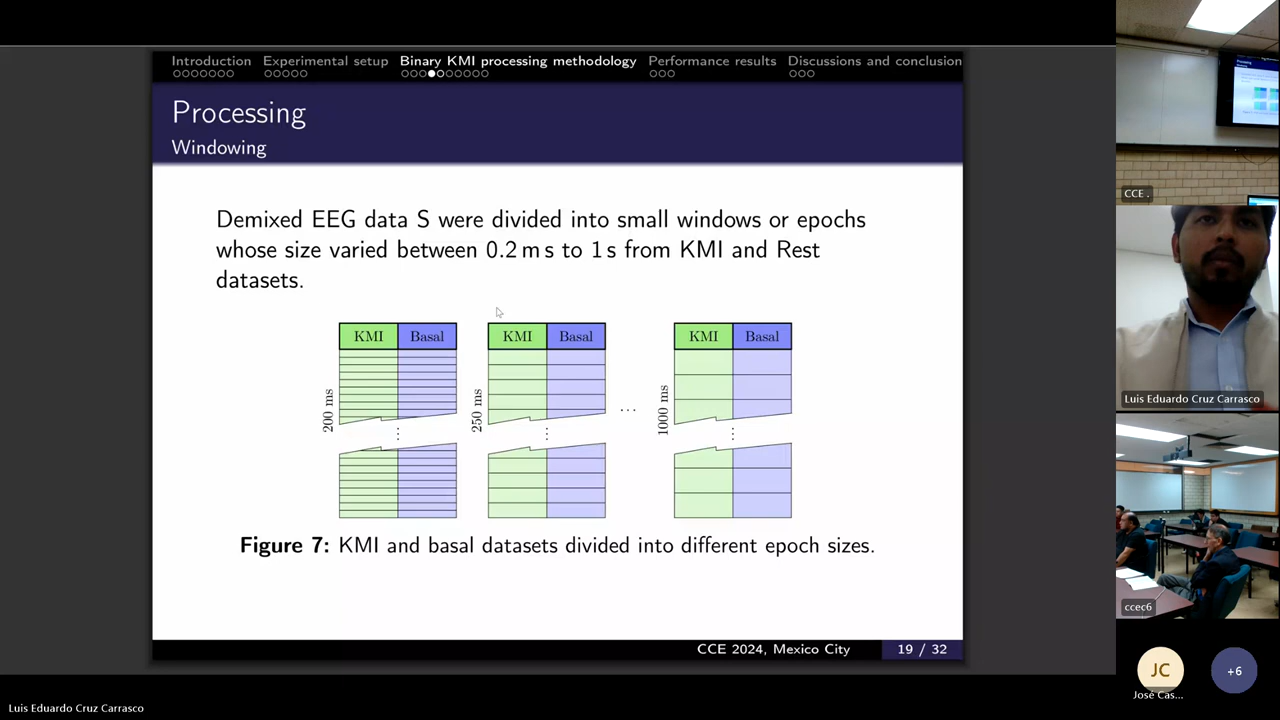 Introduction Experimental setup Binary KMI processing methodology Performance results Discussions and conclusion
Processing
Windowing
Demixed EEG data S were divided into small windows or epochs
whose size varied between 0.2 m s to 1 s from KMI and Rest
datasets.
KMI Basal KMI Basal KMI Basal
200 ms 250 ms ... 1000 ms
Figure 7: KMI and basal datasets divided into different epoch sizes.
CCE 2024, Mexico City 19 / 32
CCE .
Luis Eduardo Cruz Carrasco
ccec6
JC
José Cas...
+6
Luis Eduardo Cruz Carrasco